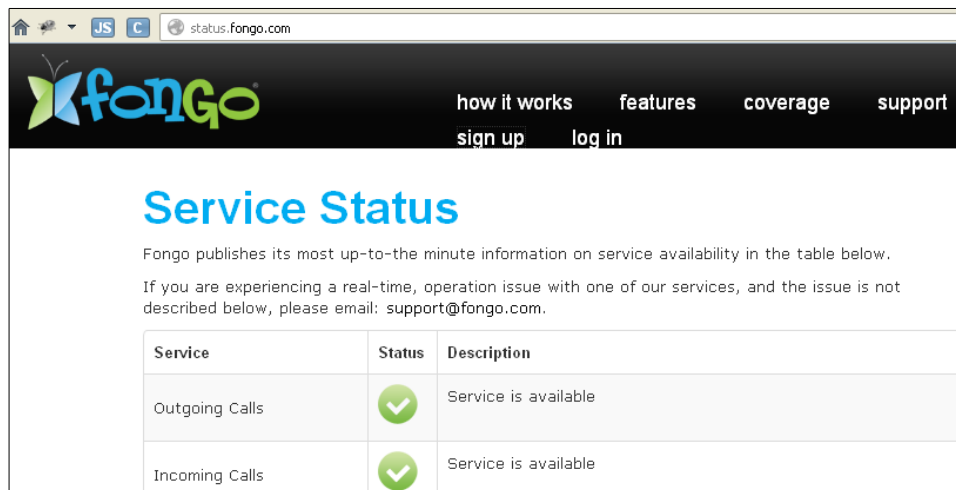 JS C status.fongo.com
fongo
how it works features coverage support
sign up log in
Service Status
Fongo publishes its most up-to-the minute information on service availability in the table below.
If you are experiencing a real-time, operation issue with one of our services, and the issue is not
described below, please email: support@fongo.com.
Service Status Description
Outgoing Calls Service is available
Incoming Calls Service is available